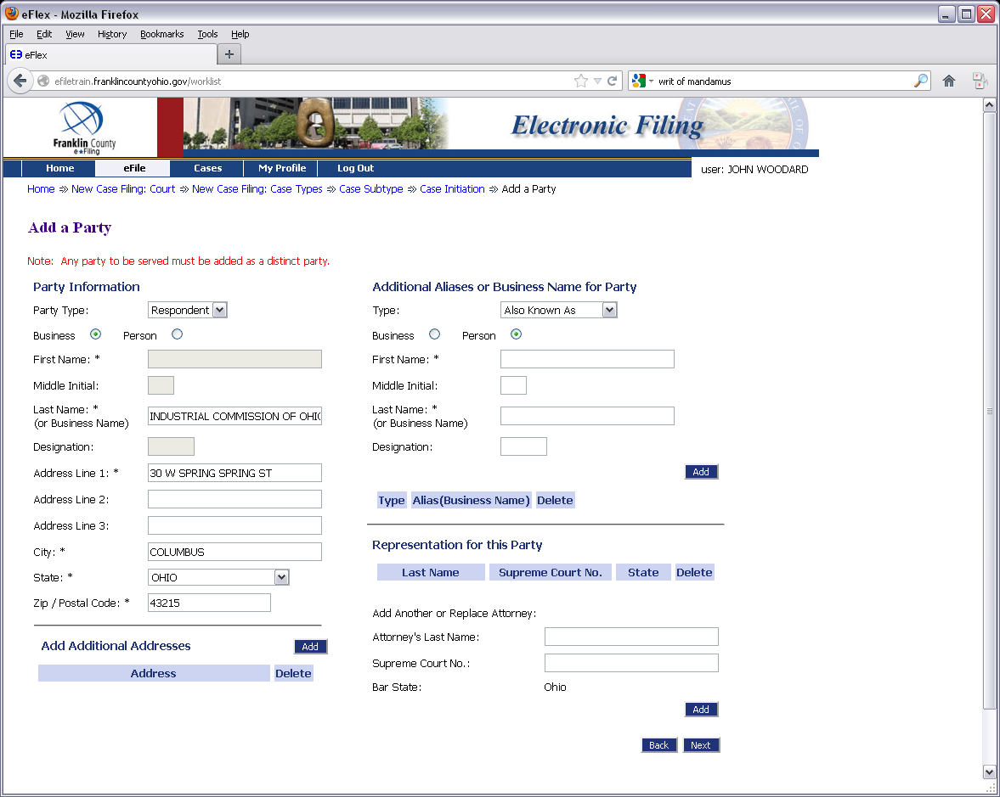 eFlex - Mozilla Firefox
File Edit View History Bookmarks Tools Help
eFlex
efiletrain.franklincountyohio.gov/worklist
writ of mandamus
Franklin County
e★Filing
Electronic Filing
Home eFile Cases My Profile Log Out
user: JOHN WOODARD
Home ⇒ New Case Filing: Court ⇒ New Case Filing: Case Types ⇒ Case Subtype ⇒ Case Initiation ⇒ Add a Party
Add a Party
Note: Any party to be served must be added as a distinct party.
Party Information
Party Type: Respondent
Business Person
First Name: *
Middle Initial:
Last Name: *
(or Business Name)
INDUSTRIAL COMMISSION OF OHIO
Designation:
Address Line 1: * 30 W SPRING SPRING ST
Address Line 2:
Address Line 3:
City: * COLUMBUS
State: * OHIO
Zip / Postal Code: * 43215
Add Additional Addresses Add
Address Delete
Additional Aliases or Business Name for Party
Type: Also Known As
Business Person
First Name: *
Middle Initial:
Last Name: *
(or Business Name)
Designation:
Add
Type Alias(Business Name) Delete
Representation for this Party
Last Name Supreme Court No. State Delete
Add Another or Replace Attorney:
Attorney's Last Name:
Supreme Court No.:
Bar State: Ohio
Add
Back Next